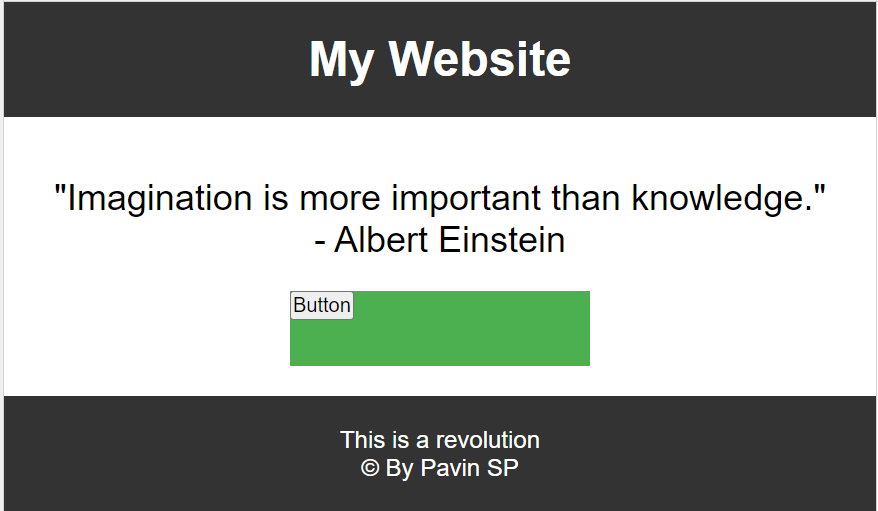 My Website
"Imagination is more important than knowledge."
- Albert Einstein
Button
This is a revolution
© By Pavin SP